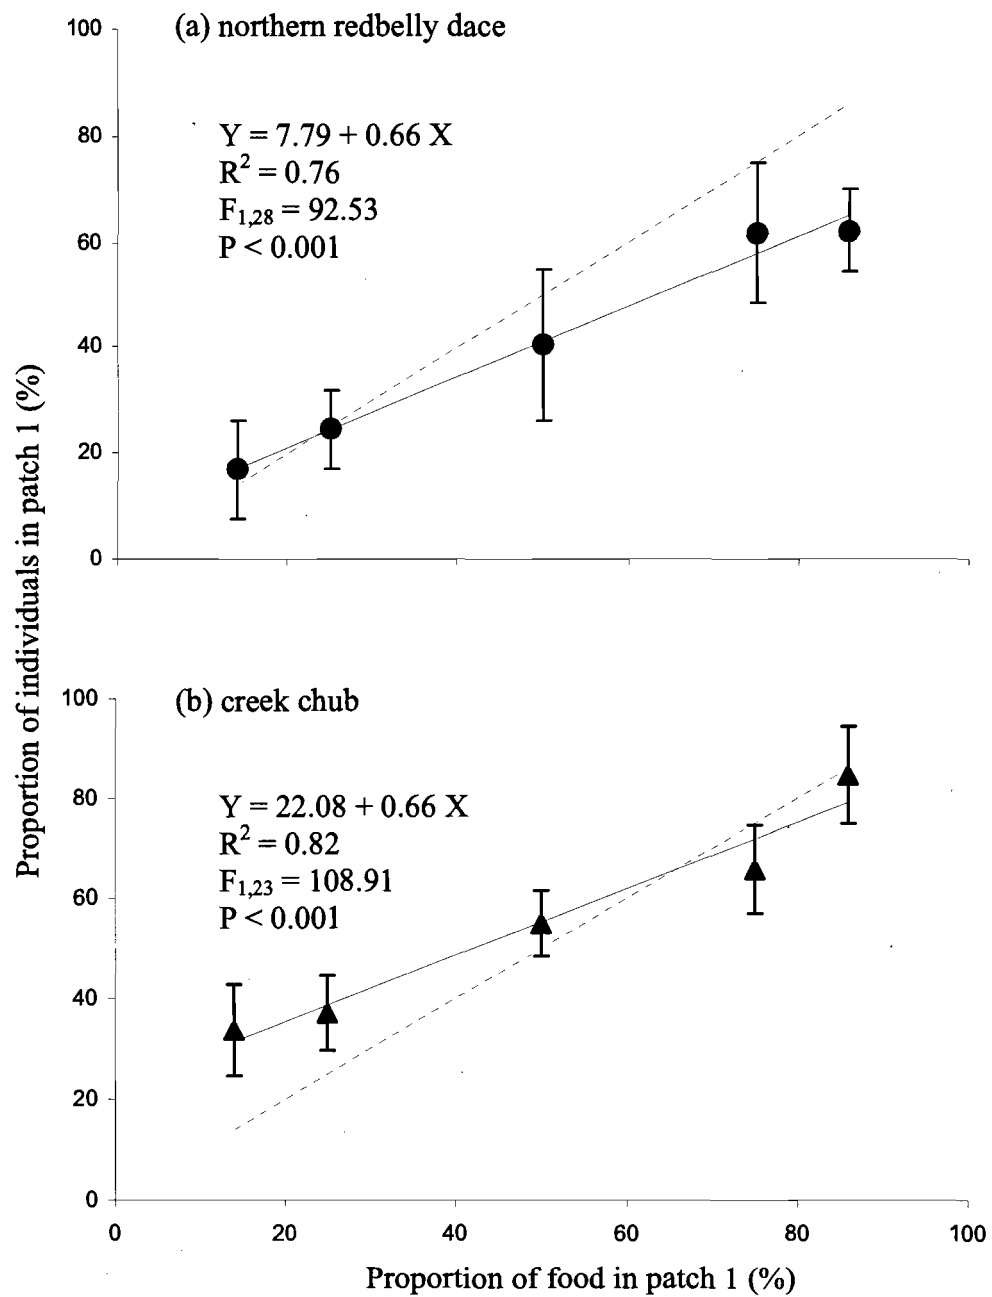 Proportion of individuals in patch 1 (%)
(a) northern redbelly dace
100
80
60
40
20
0
Y = 7.79 + 0.66 X
R² = 0.76
F₁,₂₈ = 92.53
P < 0.001
(b) creek chub
100
80
60
40
20
0
Y = 22.08 + 0.66 X
R² = 0.82
F₁,₂₃ = 108.91
P < 0.001
0 20 40 60 80 100
Proportion of food in patch 1 (%)